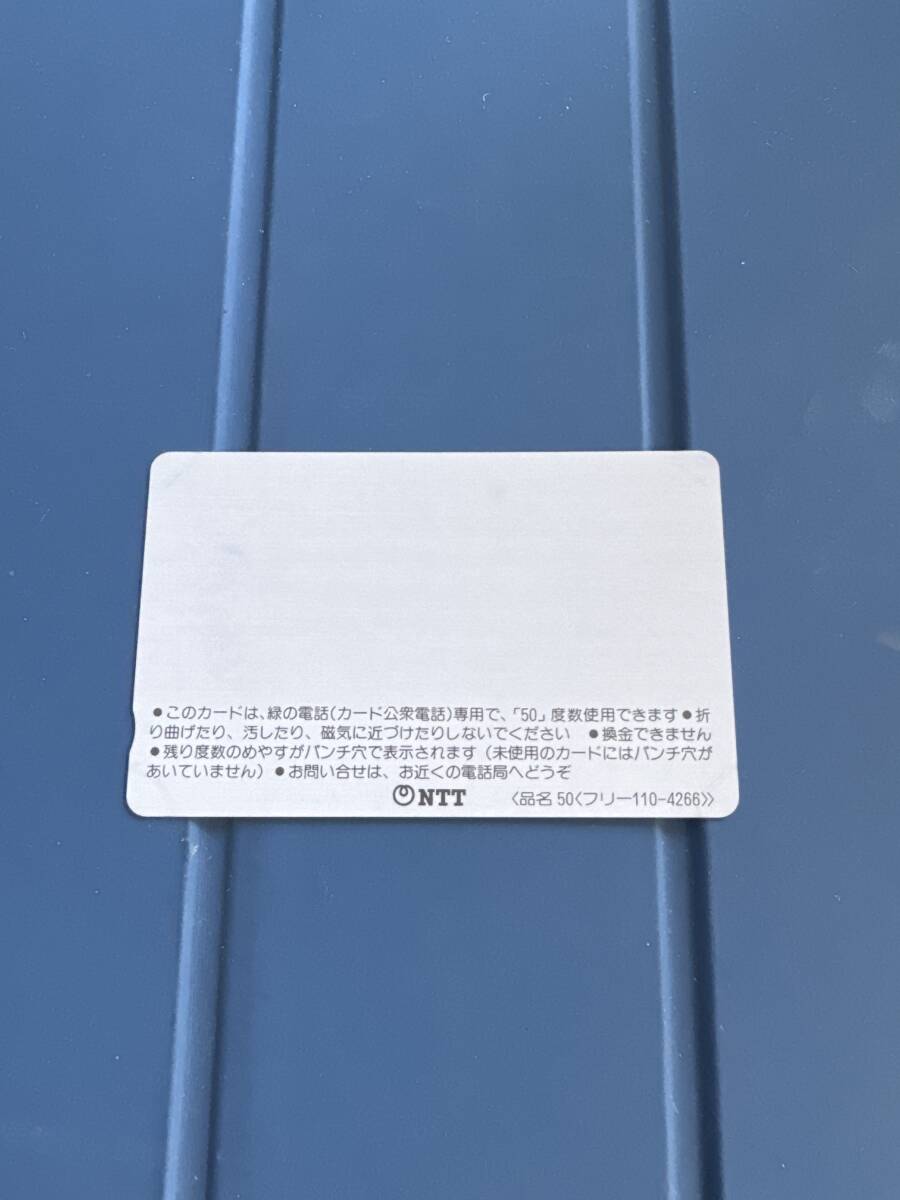 ●このカードは、緑の電話(カード公衆電話)専用で、「50」度数使用できます●折
り曲げたり、汚したり、磁気に近づけたりしないでください ●換金できません
●残り度数のめやすがパンチ穴で表示されます(未使用のカードにはパンチ穴が
あいていません)●お問い合せは、お近くの電話局へどうぞ
NTT 〈品名 50〈フリー110-4266〉〉